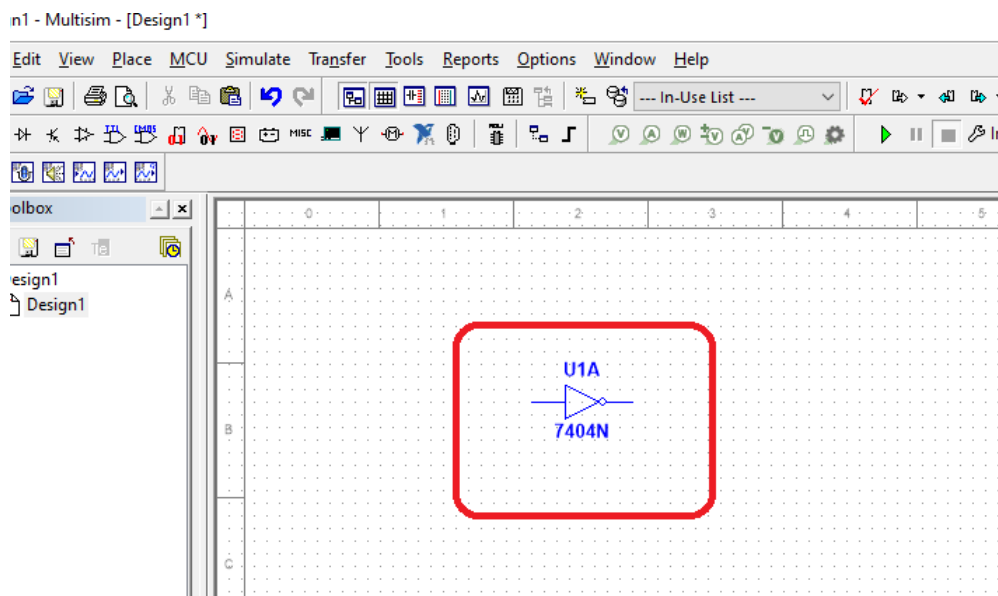 n1 - Multisim - [Design1 *]
Edit View Place MCU Simulate Transfer Tools Reports Options Window Help
--- In-Use List ---
MISC
olbox
esign1
Design1
0 1 2 3 4 5
A
U1A
B
7404N
C